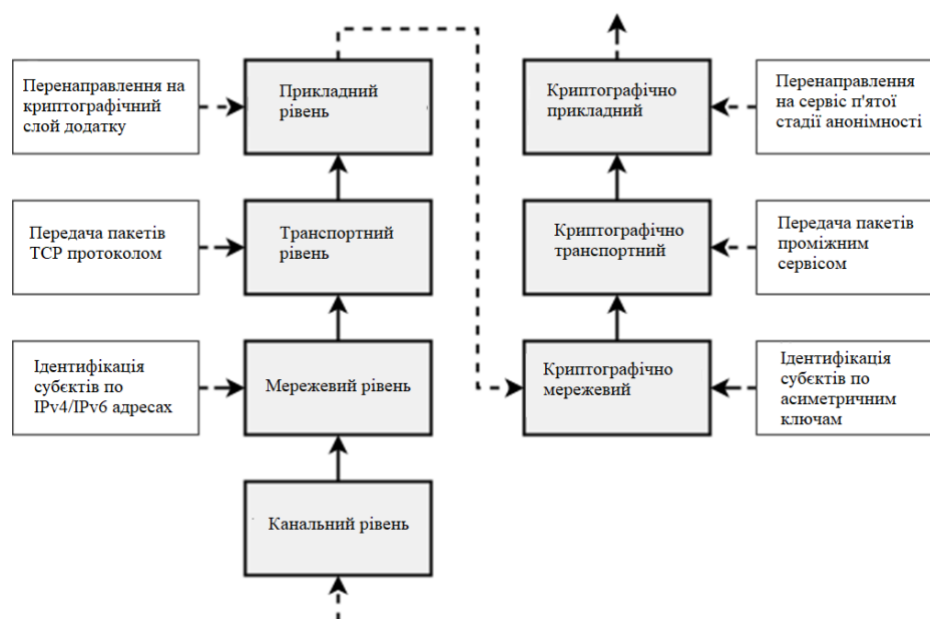 Перенаправлення на
криптографічний
слой додатку
Прикладний
рівень
Криптографічно
прикладний
Перенаправлення
на сервіс п'ятої
стадії анонімності
Передача пакетів
TCP протоколом
Транспортний
рівень
Криптографічно
транспортний
Передача пакетів
проміжним
сервісом
Ідентифікація
субєктів по
IPv4/IPv6 адресах
Мережевий рівень
Криптографічно
мережевий
Ідентифікація
субєктів по
асиметричним
ключам
Канальний рівень